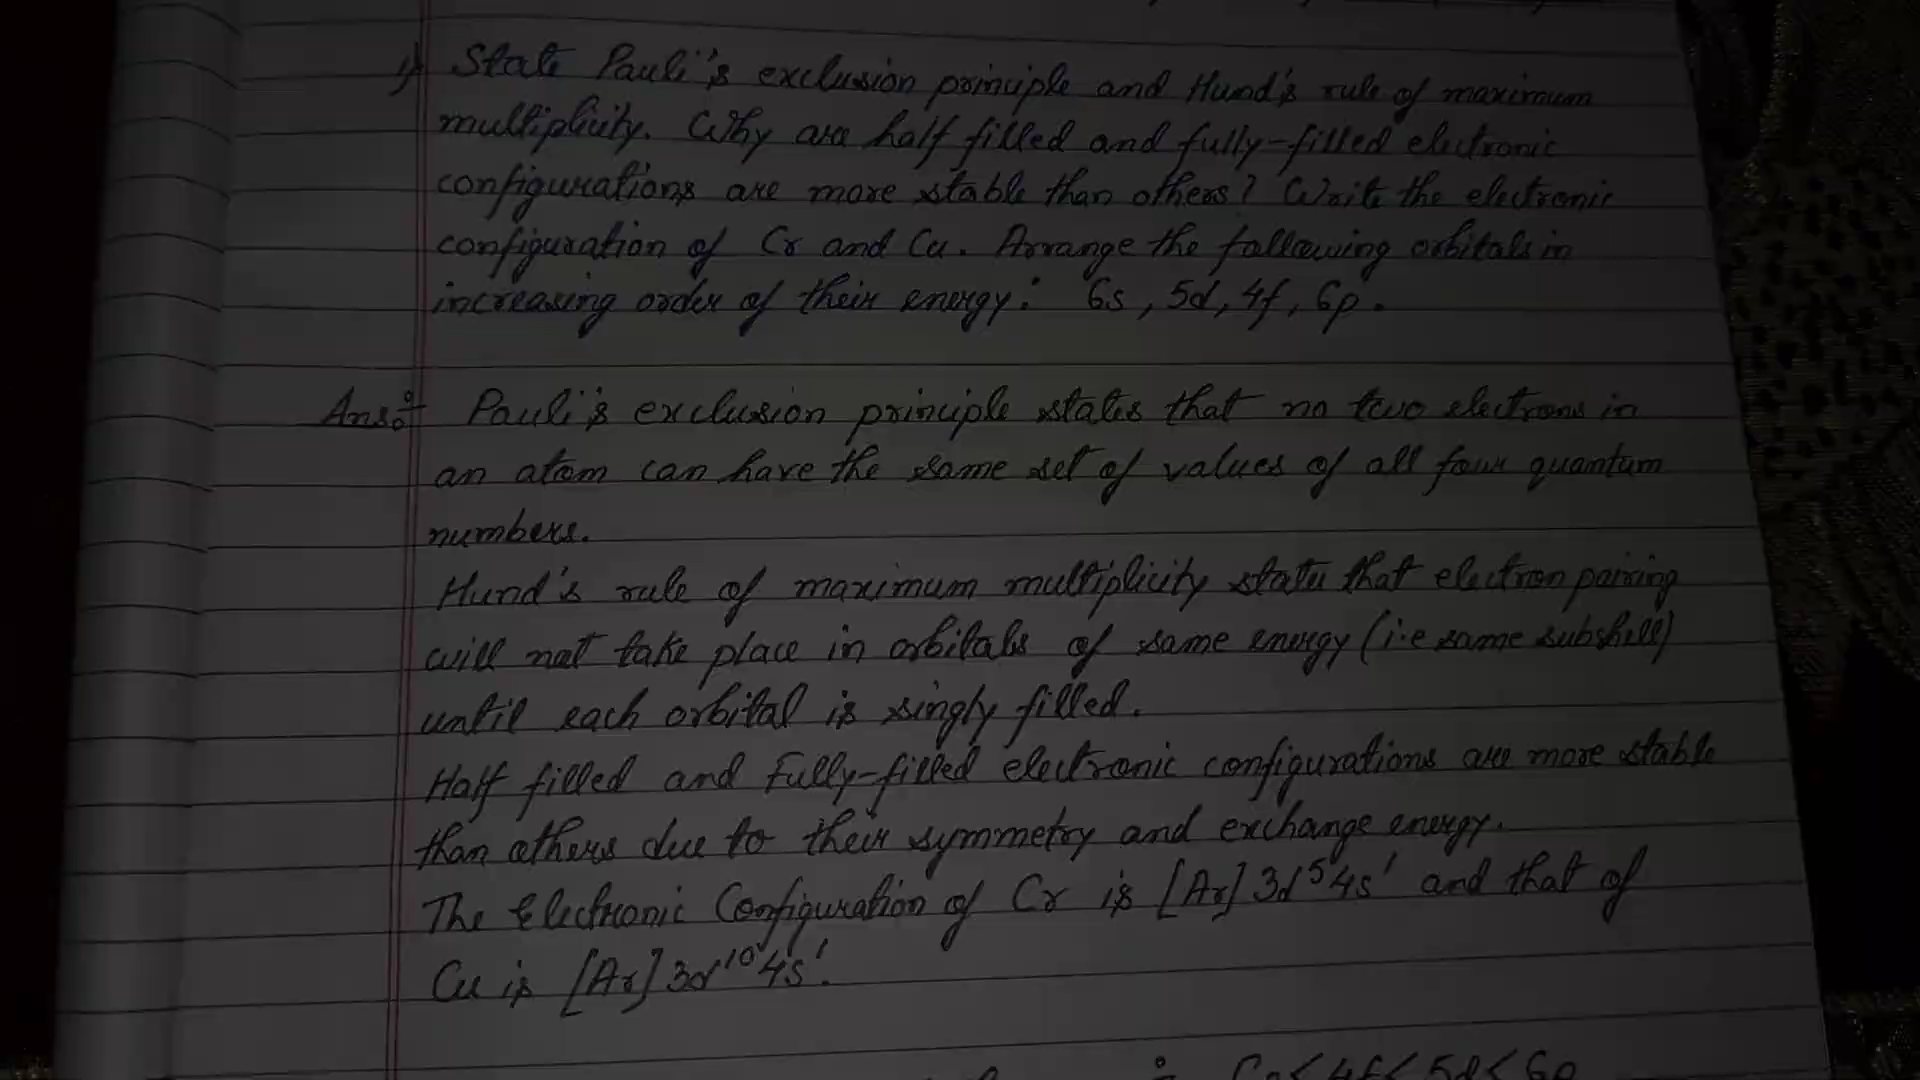 1) State Pauli's exclusion principle and Hund's rule of maximum
multiplicity. Why are half filled and fully-filled electronic
configurations are more stable than others? Write the electronic
configuration of Cr and Cu. Arrange the following orbitals in
increasing order of their energy: 6s, 5d, 4f, 6p.
Ans: Pauli's exclusion principle states that no two electrons in
an atom can have the same set of values of all four quantum
numbers.
Hund's rule of maximum multiplicity states that electron pairing
will not take place in orbitals of same energy (i.e same subshell)
until each orbital is singly filled.
Half filled and Fully-filled electronic configurations are more stable
than others due to their symmetry and exchange energy.
The Electronic Configuration of Cr is [Ar] 3d⁵4s¹ and that of
Cu is [Ar] 3d¹⁰4s¹.
6s<4f<5d<6p